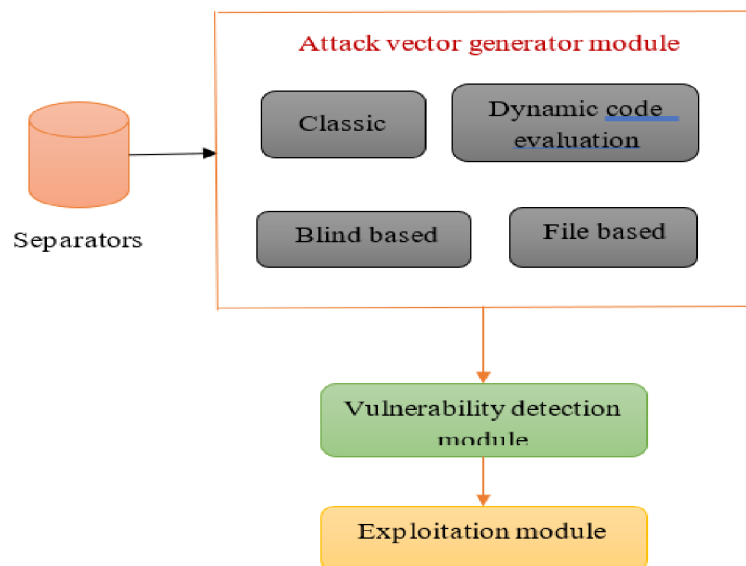 Attack vector generator module
Classic
Dynamic code
evaluation
Separators
Blind based
File based
Vulnerability detection
module
Exploitation module